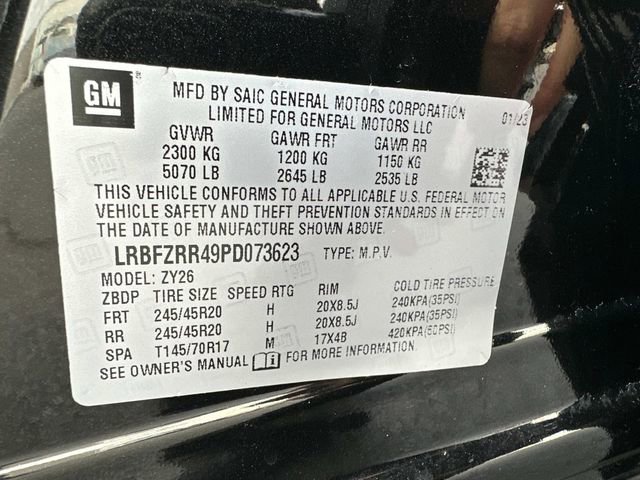 GM
MFD BY SAIC GENERAL MOTORS CORPORATION
LIMITED FOR GENERAL MOTORS LLC
01/23
GVWR GAWR FRT GAWR RR
2300 KG 1200 KG 1150 KG
5070 LB 2645 LB 2535 LB
THIS VEHICLE CONFORMS TO ALL APPLICABLE U.S. FEDERAL MOTOR
VEHICLE SAFETY AND THEFT PREVENTION STANDARDS IN EFFECT ON
THE DATE OF MANUFACTURE SHOWN ABOVE.
LRBFZRR49PD073623 TYPE: M.P.V.
MODEL: ZY26
ZBDP TIRE SIZE SPEED RTG RIM COLD TIRE PRESSURE
FRT 245/45R20 H 20X8.5J 240KPA(35PSI)
RR 245/45R20 H 20X8.5J 240KPA(35PSI)
SPA T145/70R17 M 17X4B 420KPA(60PSI)
SEE OWNER'S MANUAL FOR MORE INFORMATION.